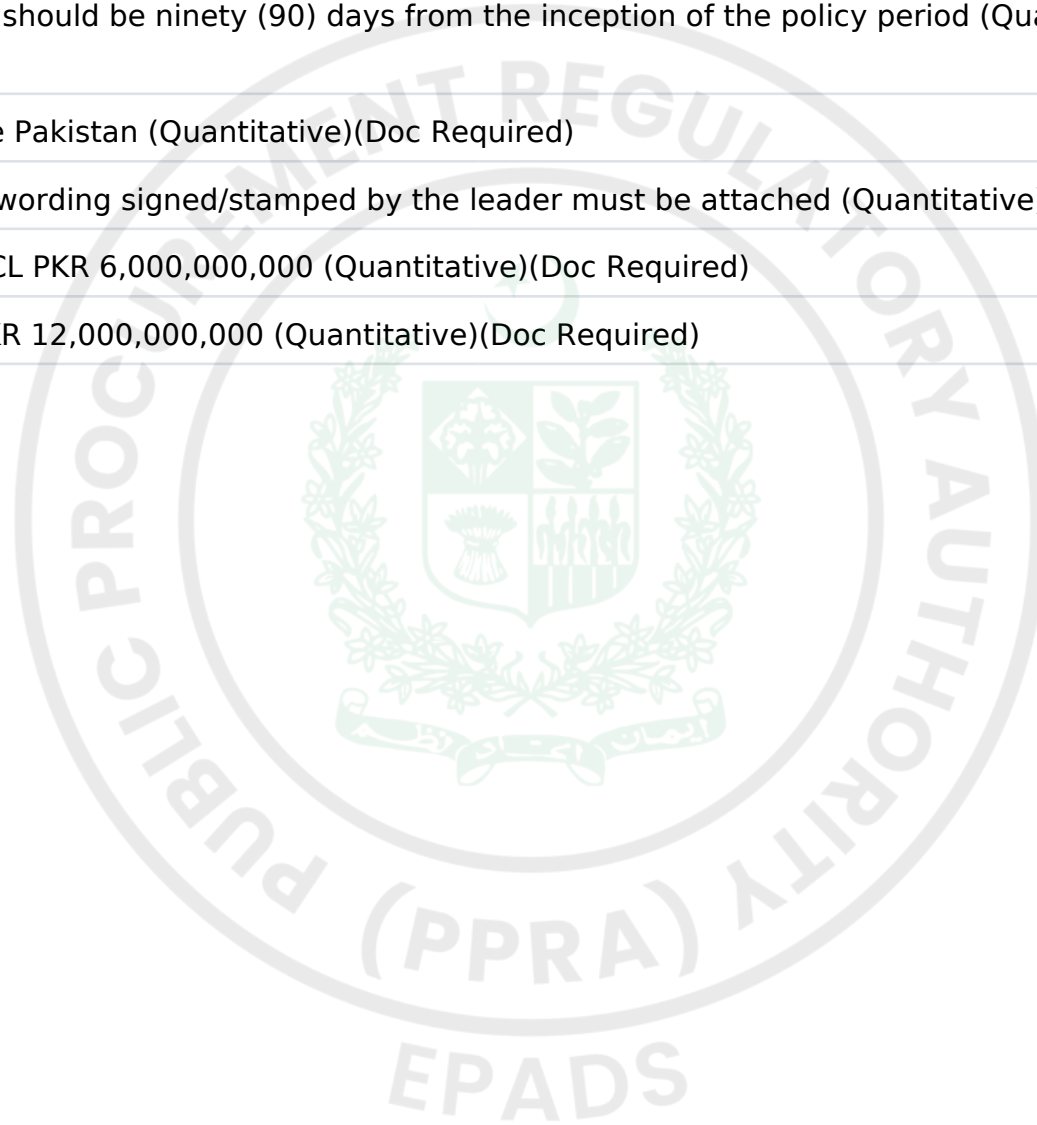 should be ninety (90) days from the inception of the policy period (Qua
Pakistan (Quantitative)(Doc Required)
wording signed/stamped by the leader must be attached (Quantitative
CL PKR 6,000,000,000 (Quantitative)(Doc Required)
R 12,000,000,000 (Quantitative)(Doc Required)
PUBLIC PROCUREMENT REGULATORY AUTHORITY
(PPRA)
EPADS